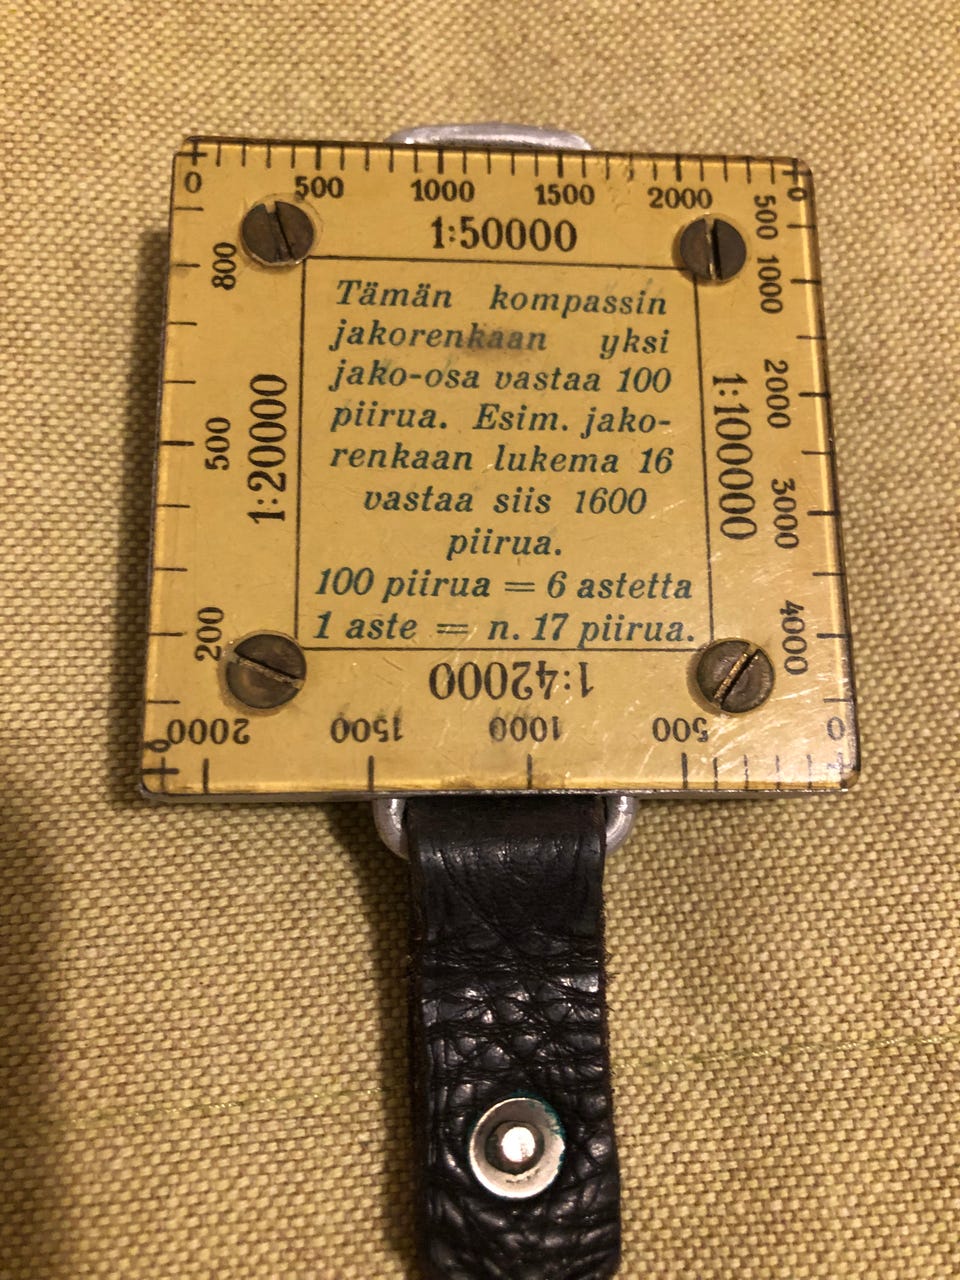 0 500 1000 1500 2000 0
1:50000
500 1000 2000 3000 4000 0
1:100000
800 500 200 0
1:20000
Tämän kompassin
jakorenkaan yksi
jako-osa vastaa 100
piirua. Esim. jako-
renkaan lukema 16
vastaa siis 1600
piirua.
100 piirua = 6 astetta
1 aste = n. 17 piirua.
1:42000
500 1000 1500 2000